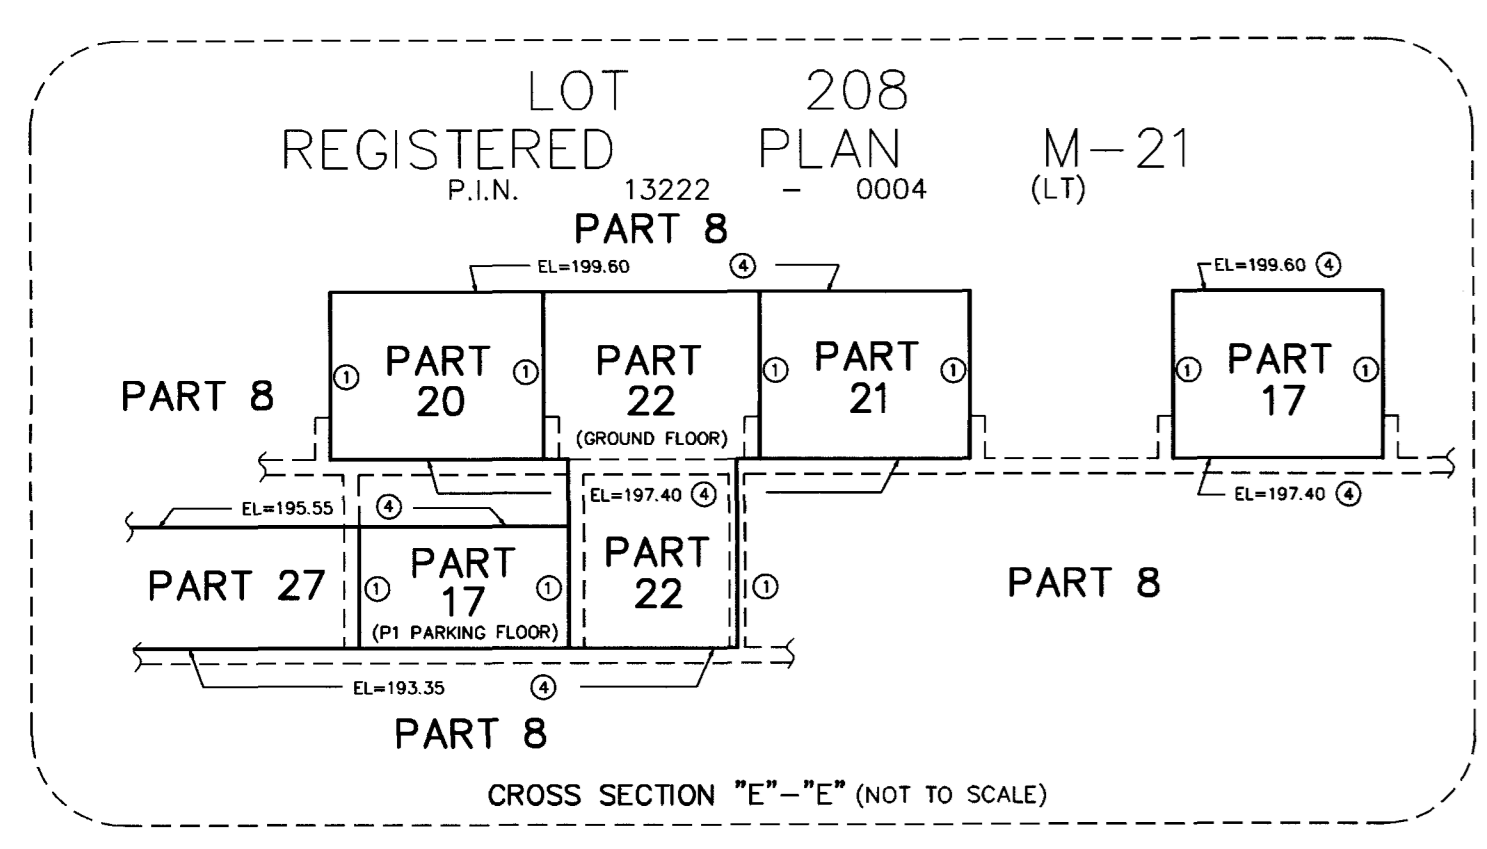 LOT 208
REGISTERED PLAN M-21
P.I.N. 13222 - 0004 (LT)
PART 8
EL=199.60 4
EL=199.60 4
1 PART 20 1
PART 22
(GROUND FLOOR)
1 PART 21 1
1 PART 17 1
PART 8
EL=197.40 4
EL=197.40 4
EL=195.55 4
PART 27
1 PART 17 1
(P1 PARKING FLOOR)
PART 22
1
PART 8
EL=193.35 4
PART 8
CROSS SECTION "E"-"E" (NOT TO SCALE)